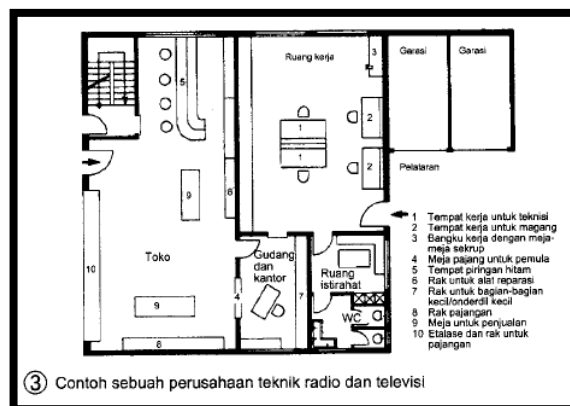 Ruang kerja
3
Garasi
Garasi
5
1
2
1
2
Pelataran
9
6
10
Toko
Gudang
dan
kantor
Ruang
istirahat
4
7
WC
9
8
1 Tempat kerja untuk teknisi
2 Tempat kerja untuk magang
3 Bangku kerja dengan meja-
meja sekrup
4 Meja pajang untuk pemula
5 Tempat piringan hitam
6 Rak untuk alat reparasi
7 Rak untuk bagian-bagian
kecil/onderdil kecil
8 Rak pajangan
9 Meja untuk penjualan
10 Etalase dan rak untuk
pajangan
3 Contoh sebuah perusahaan teknik radio dan televisi